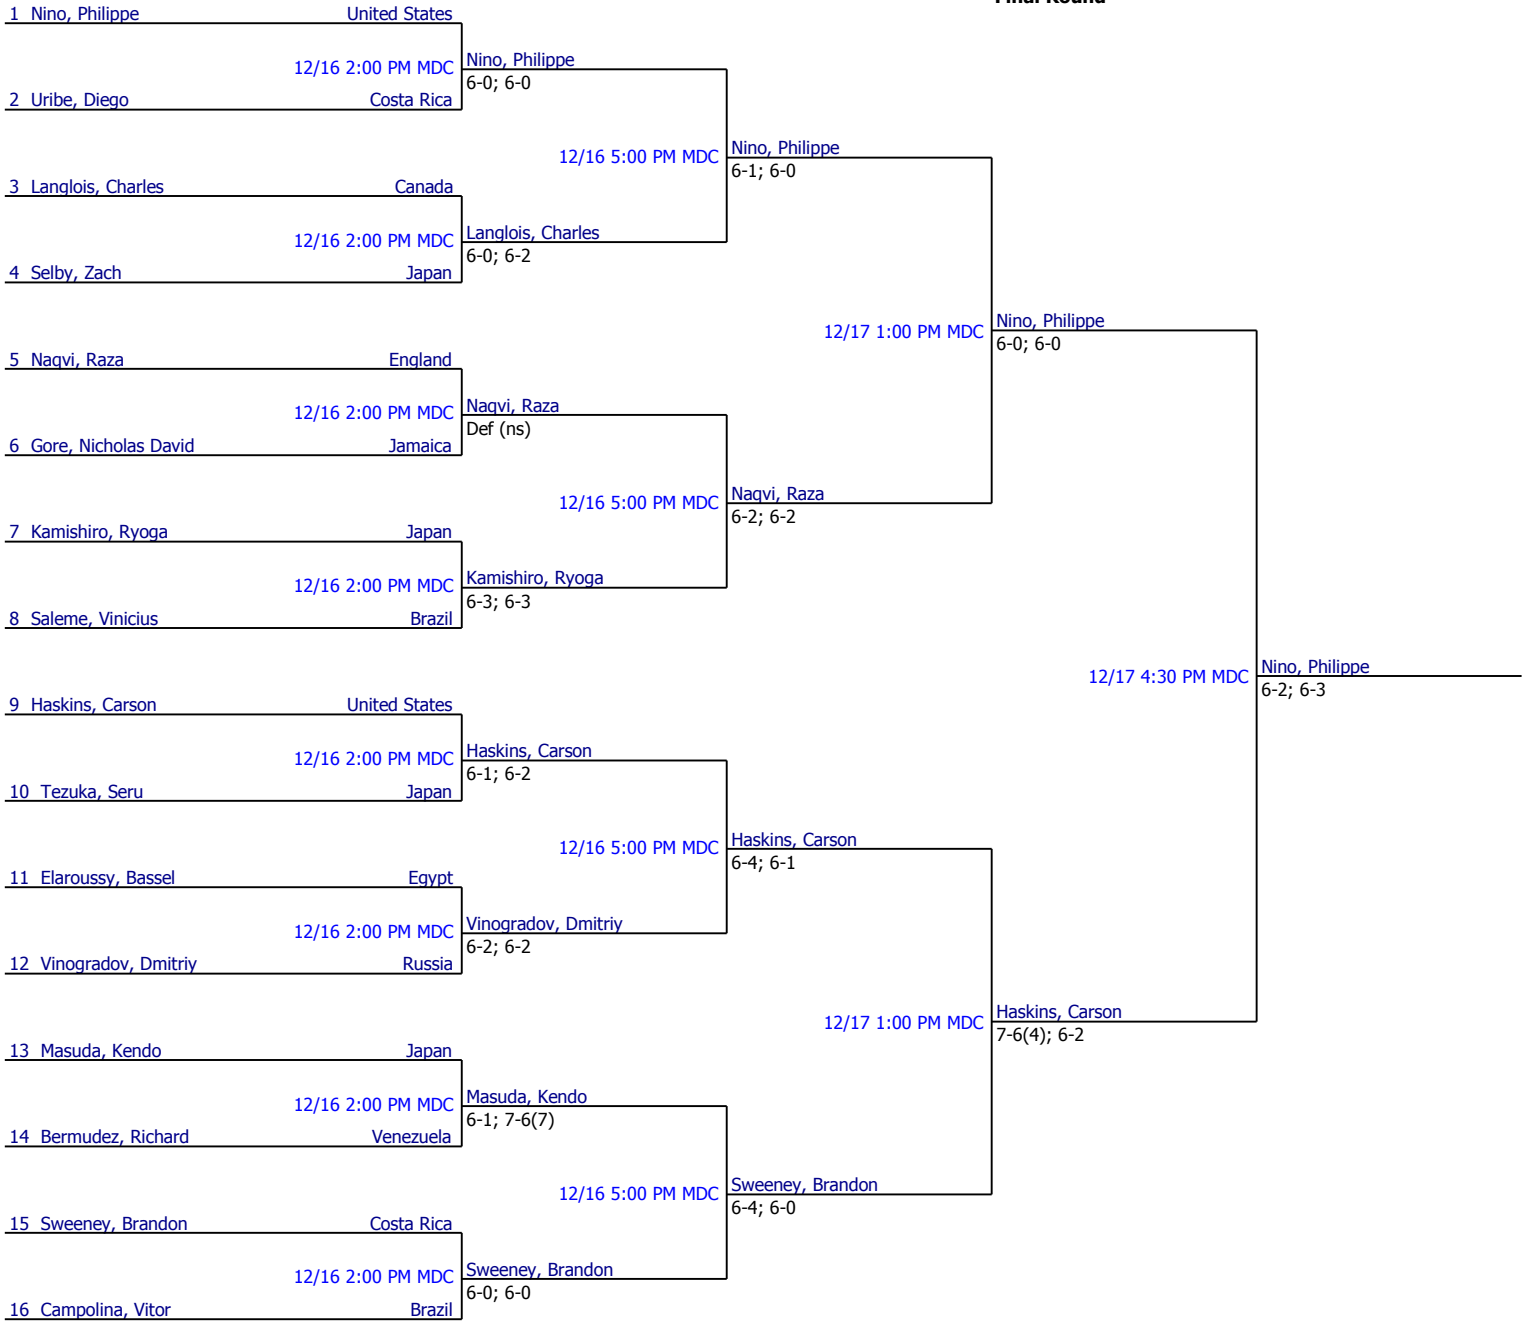 Final Round
1 Nino, Philippe United States
12/16 2:00 PM MDC
2 Uribe, Diego Costa Rica
Nino, Philippe
6-0; 6-0
3 Langlois, Charles Canada
12/16 2:00 PM MDC
4 Selby, Zach Japan
Langlois, Charles
6-0; 6-2
12/16 5:00 PM MDC
Nino, Philippe
6-1; 6-0
5 Naqvi, Raza England
12/16 2:00 PM MDC
6 Gore, Nicholas David Jamaica
Naqvi, Raza
Def (ns)
7 Kamishiro, Ryoga Japan
12/16 2:00 PM MDC
8 Saleme, Vinicius Brazil
Kamishiro, Ryoga
6-3; 6-3
12/16 5:00 PM MDC
Naqvi, Raza
6-2; 6-2
12/17 1:00 PM MDC
Nino, Philippe
6-0; 6-0
9 Haskins, Carson United States
12/16 2:00 PM MDC
10 Tezuka, Seru Japan
Haskins, Carson
6-1; 6-2
11 Elaroussy, Bassel Egypt
12/16 2:00 PM MDC
12 Vinogradov, Dmitriy Russia
Vinogradov, Dmitriy
6-2; 6-2
12/16 5:00 PM MDC
Haskins, Carson
6-4; 6-1
13 Masuda, Kendo Japan
12/16 2:00 PM MDC
14 Bermudez, Richard Venezuela
Masuda, Kendo
6-1; 7-6(7)
15 Sweeney, Brandon Costa Rica
12/16 2:00 PM MDC
16 Campolina, Vitor Brazil
Sweeney, Brandon
6-0; 6-0
12/16 5:00 PM MDC
Sweeney, Brandon
6-4; 6-0
12/17 1:00 PM MDC
Haskins, Carson
7-6(4); 6-2
12/17 4:30 PM MDC
Nino, Philippe
6-2; 6-3